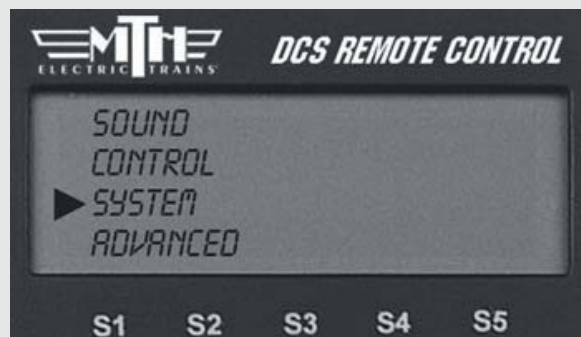 MTH DCS REMOTE CONTROL
ELECTRIC TRAINS®
SOUND
CONTROL
SYSTEM
ADVANCED
S1 S2 S3 S4 S5